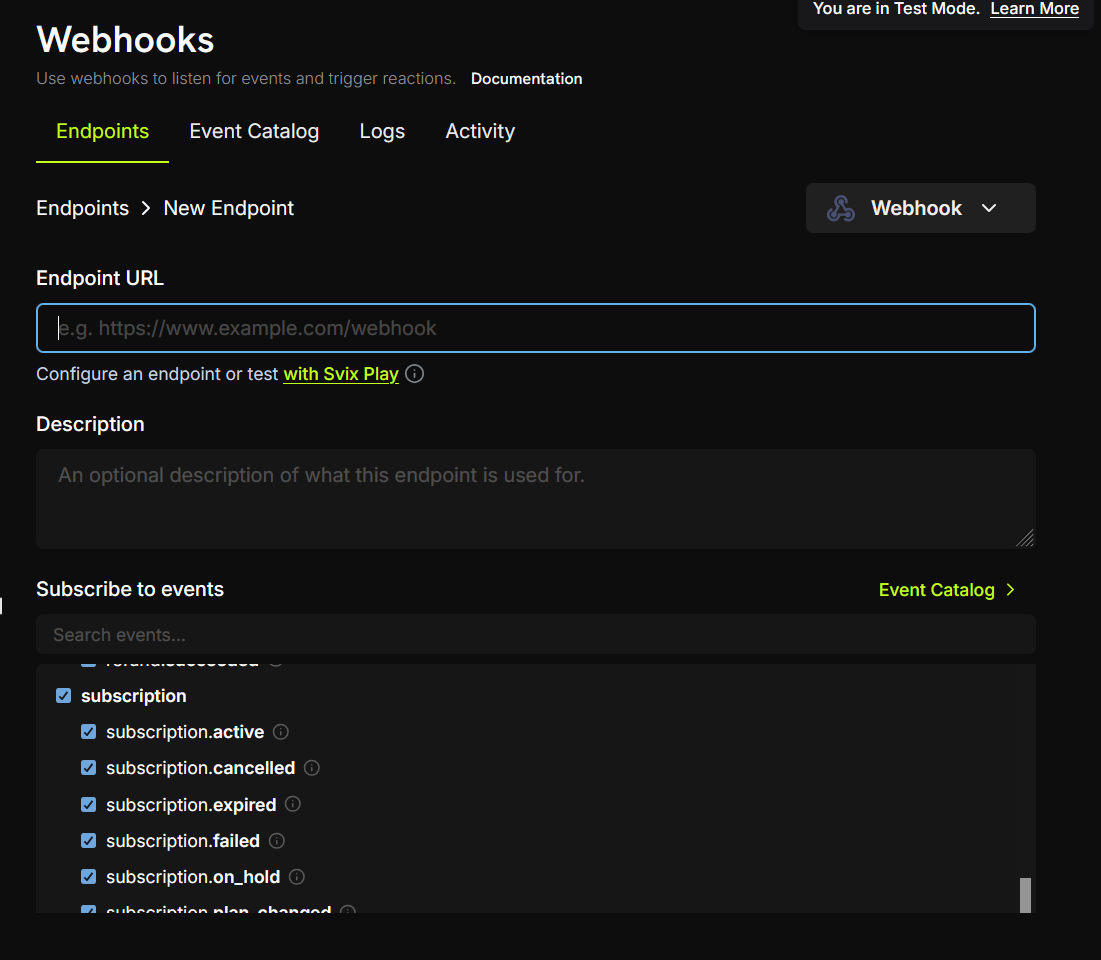 You are in Test Mode. Learn More
Webhooks
Use webhooks to listen for events and trigger reactions. Documentation
Endpoints Event Catalog Logs Activity
Endpoints > New Endpoint
Webhook
Endpoint URL
e.g. https://www.example.com/webhook
Configure an endpoint or test with Svix Play
Description
An optional description of what this endpoint is used for.
Subscribe to events
Event Catalog >
Search events...
refund.succeeded
subscription
subscription.active
subscription.cancelled
subscription.expired
subscription.failed
subscription.on_hold
subscription.plan_changed